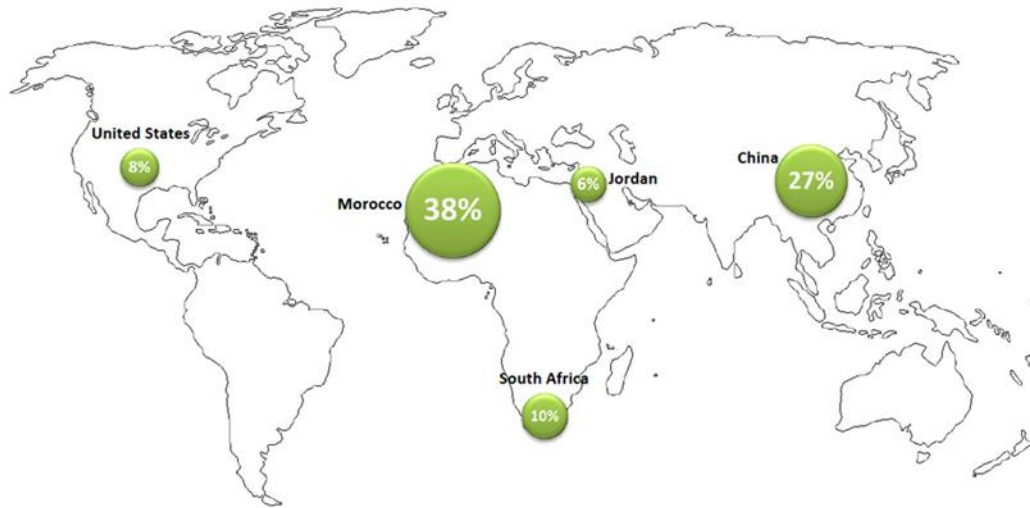 United States
8%
Morocco
38%
6%
Jordan
China
27%
South Africa
10%